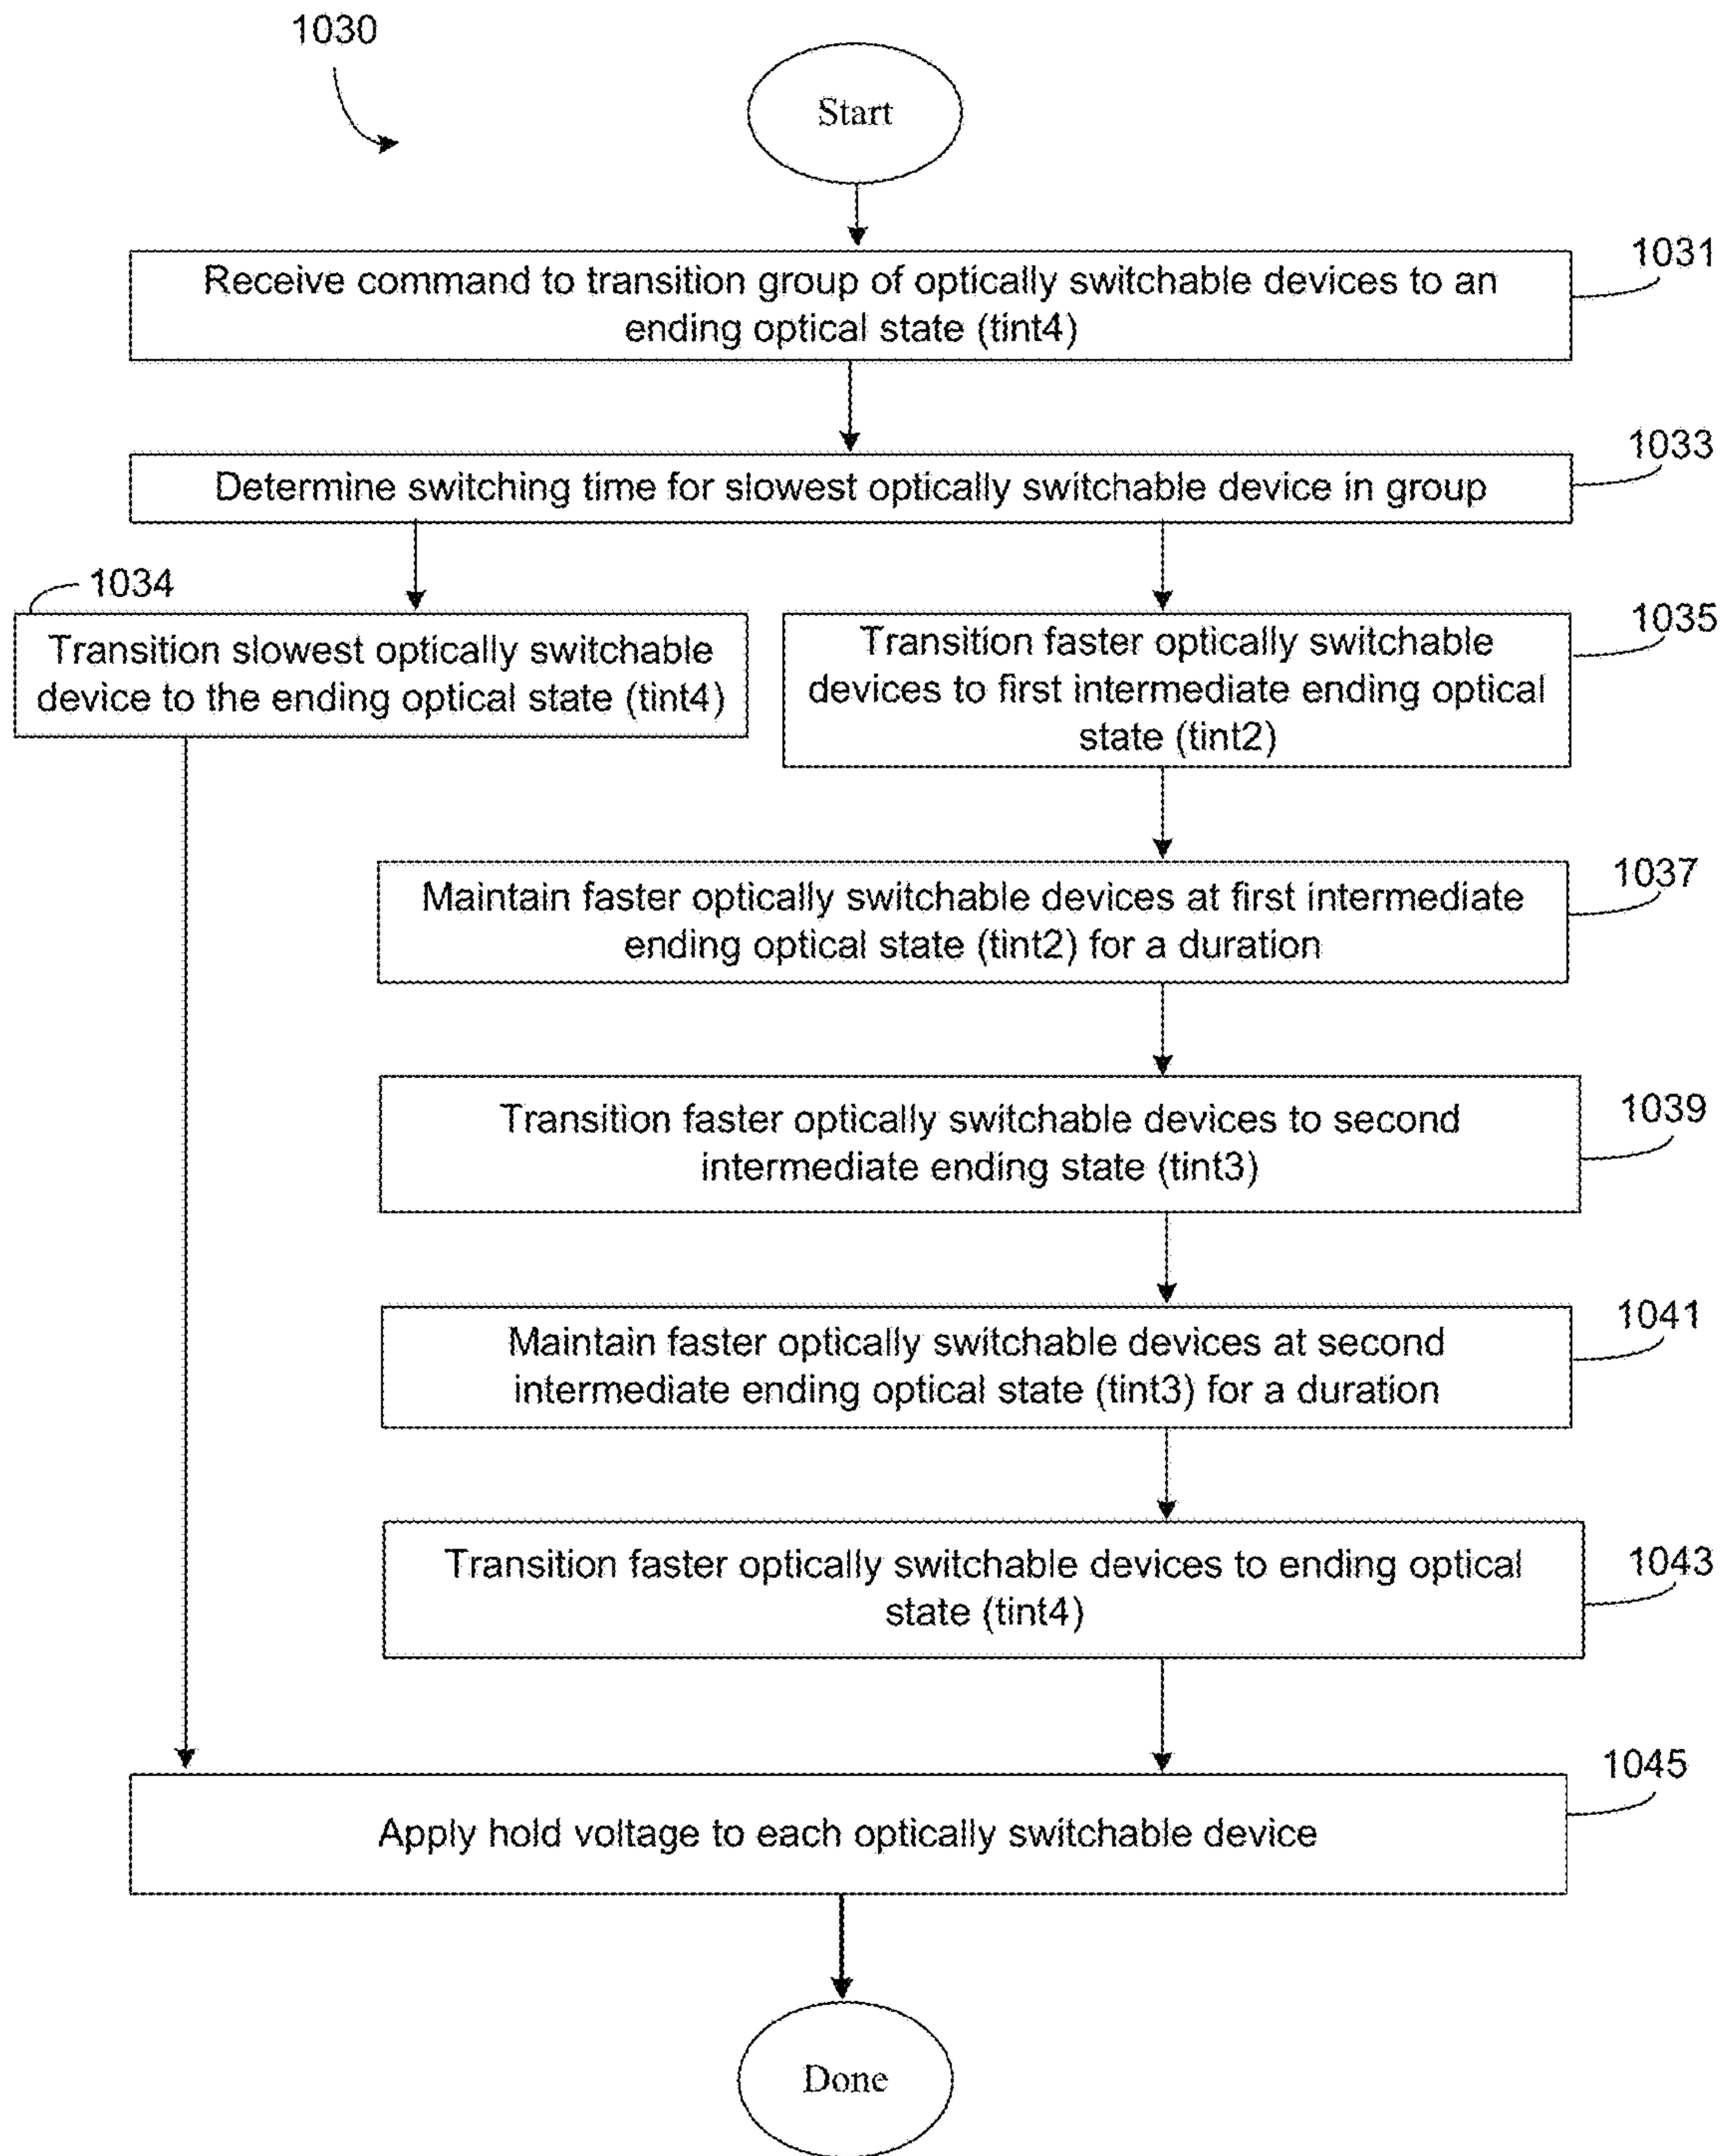 1030
Start
1031
Receive command to transition group of optically switchable devices to an
ending optical state (tint4)
1033
Determine switching time for slowest optically switchable device in group
1034
Transition slowest optically switchable
device to the ending optical state (tint4)
1035
Transition faster optically switchable
devices to first intermediate ending optical
state (tint2)
1037
Maintain faster optically switchable devices at first intermediate
ending optical state (tint2) for a duration
1039
Transition faster optically switchable devices to second
intermediate ending state (tint3)
1041
Maintain faster optically switchable devices at second
intermediate ending optical state (tint3) for a duration
1043
Transition faster optically switchable devices to ending optical
state (tint4)
1045
Apply hold voltage to each optically switchable device
Done